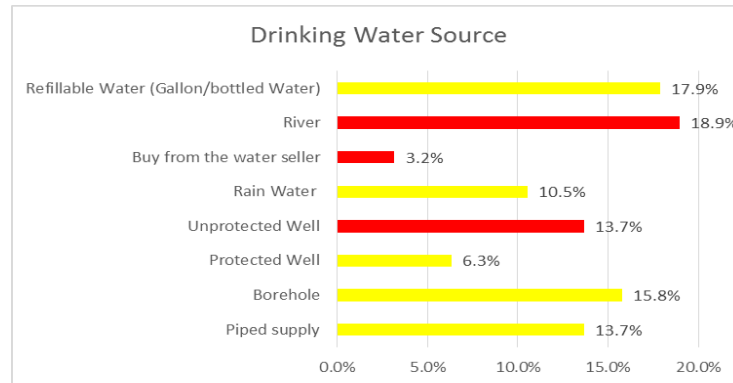 Drinking Water Source
Refillable Water (Gallon/bottled Water) 17.9%
River 18.9%
Buy from the water seller 3.2%
Rain Water 10.5%
Unprotected Well 13.7%
Protected Well 6.3%
Borehole 15.8%
Piped supply 13.7%
0.0% 5.0% 10.0% 15.0% 20.0%